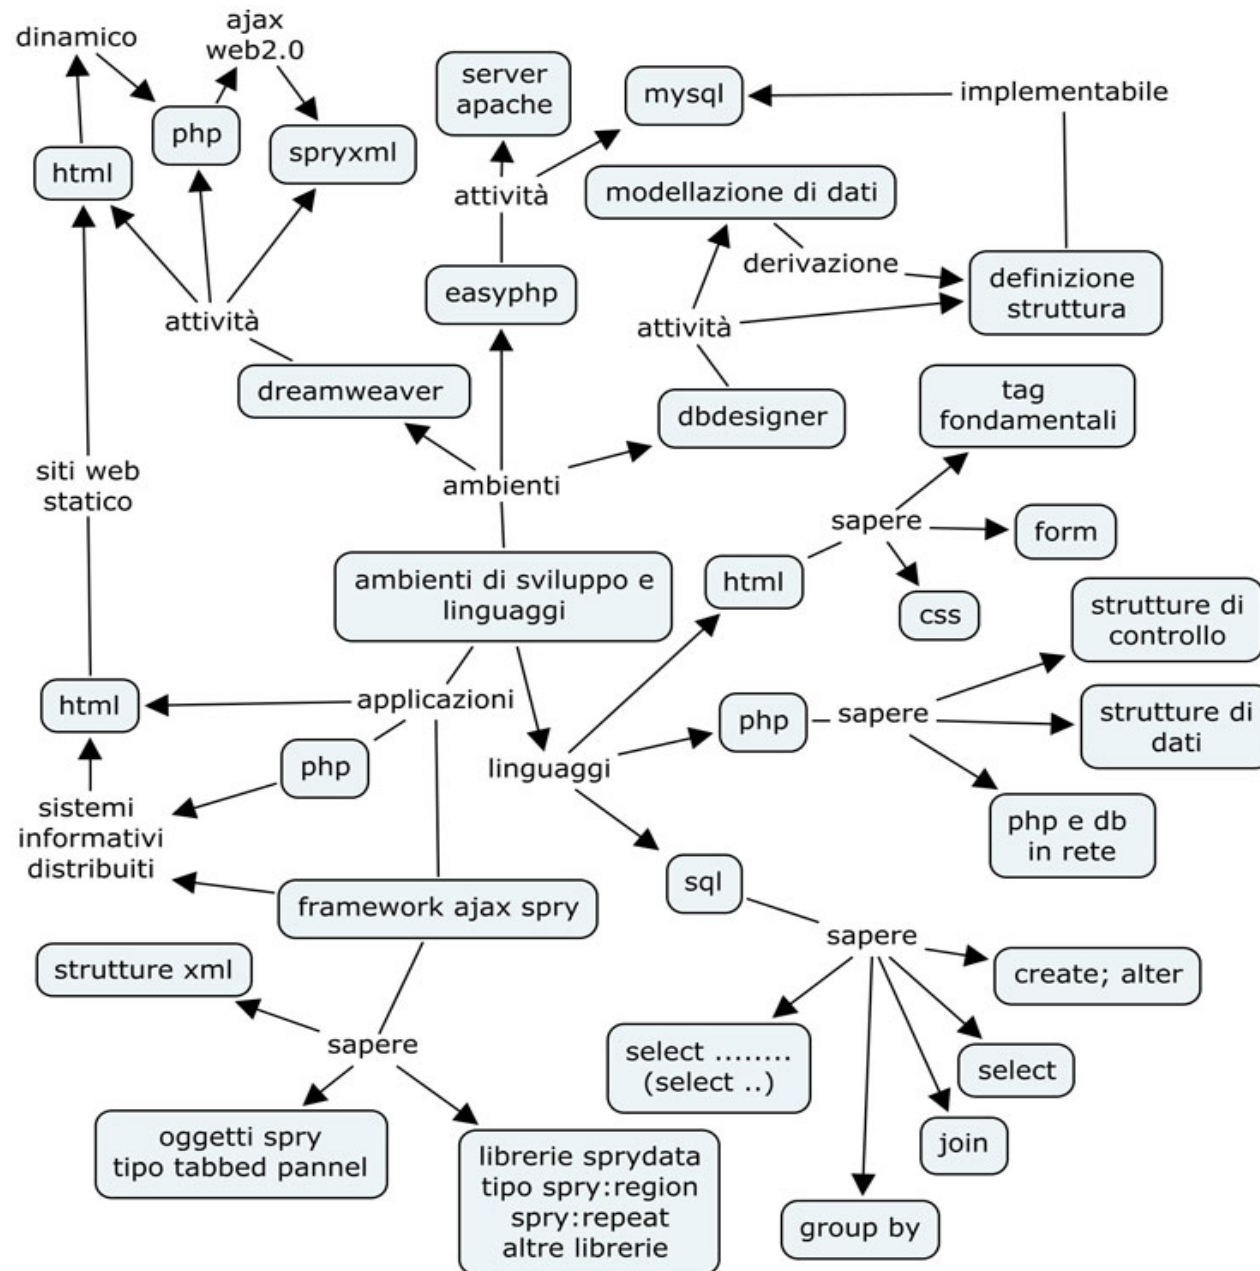 dinamico
ajax
web2.0
php
html
spryxml
server
apache
mysql
implementabile
attività
modellazione di dati
derivazione
definizione
struttura
easyphp
attività
attività
dreamweaver
dbdesigner
tag
fondamentali
siti web
statico
ambienti
sapere
form
html
css
ambienti di sviluppo e
linguaggi
strutture di
controllo
html
applicazioni
php
sapere
strutture di
dati
php
linguaggi
sistemi
informativi
distribuiti
php e db
in rete
framework ajax spry
sql
sapere
strutture xml
create; alter
sapere
select ........
(select ..)
select
join
oggetti spry
tipo tabbed pannel
librerie sprydata
tipo spry:region
spry:repeat
altre librerie
group by